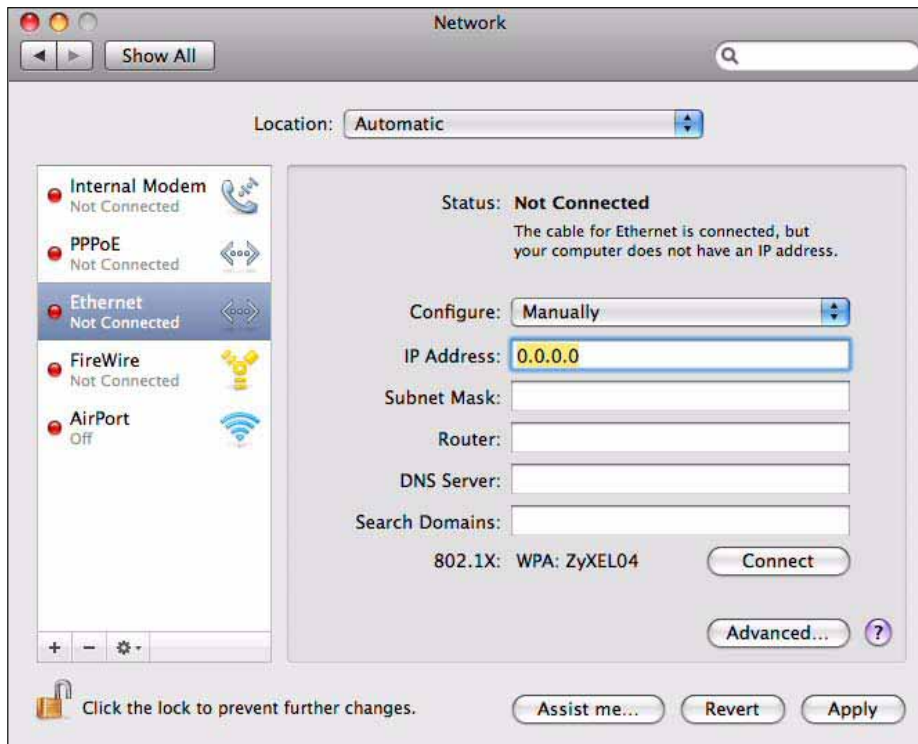 Network
Show All
Location: Automatic
Internal Modem
Not Connected
PPPoE
Not Connected
Ethernet
Not Connected
FireWire
Not Connected
AirPort
Off
Status: Not Connected
The cable for Ethernet is connected, but
your computer does not have an IP address.
Configure: Manually
IP Address: 0.0.0.0
Subnet Mask:
Router:
DNS Server:
Search Domains:
802.1X: WPA: ZyXEL04 Connect
Advanced... ?
Click the lock to prevent further changes. Assist me... Revert Apply